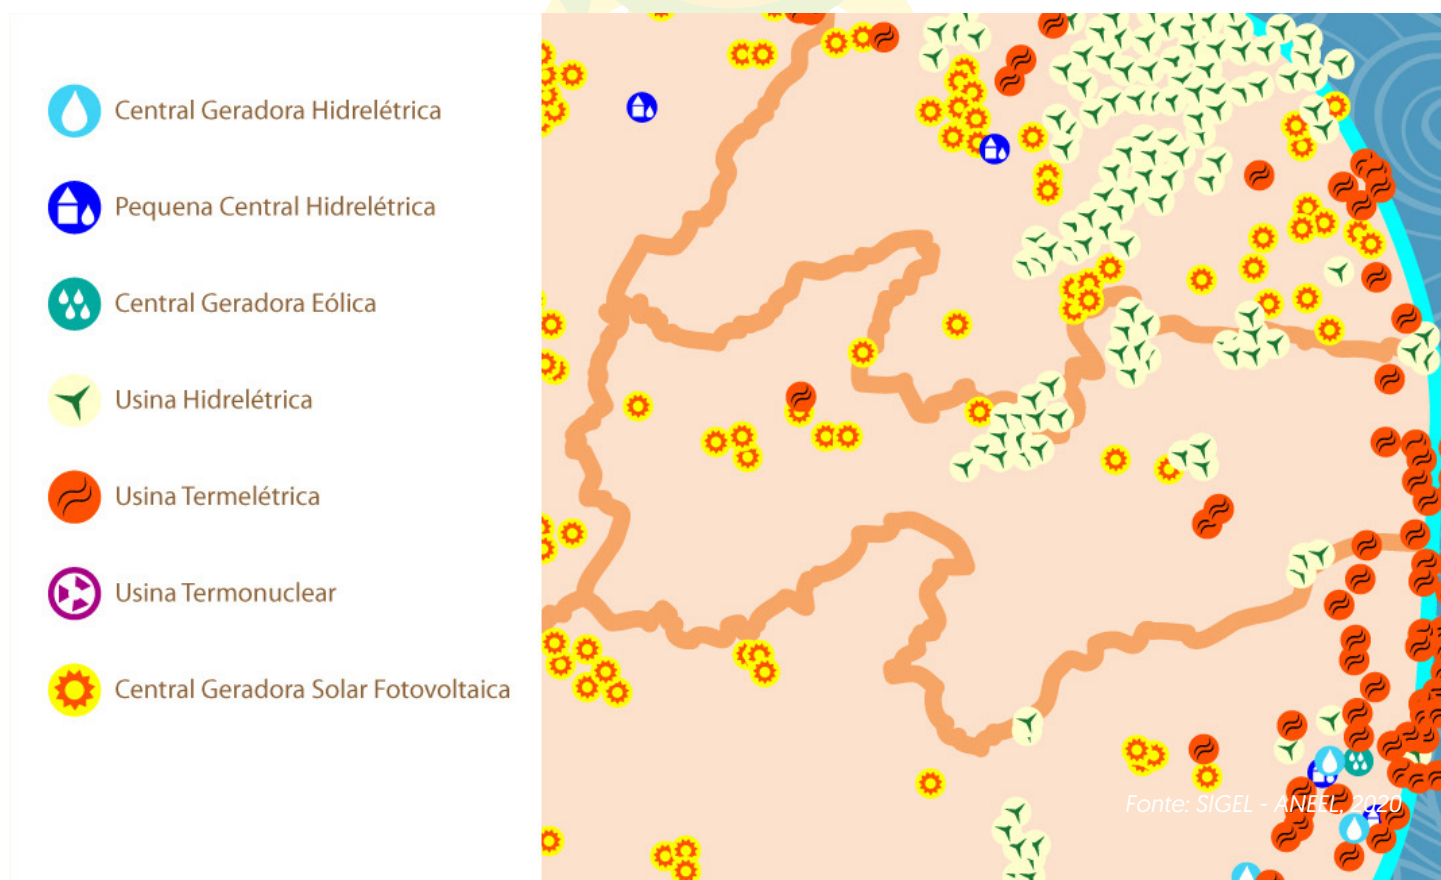 Central Geradora Hidrelétrica
Pequena Central Hidrelétrica
Central Geradora Eólica
Usina Hidrelétrica
Usina Termelétrica
Usina Termonuclear
Central Geradora Solar Fotovoltaica
Fonte: SIGEL - ANEEL, 2020